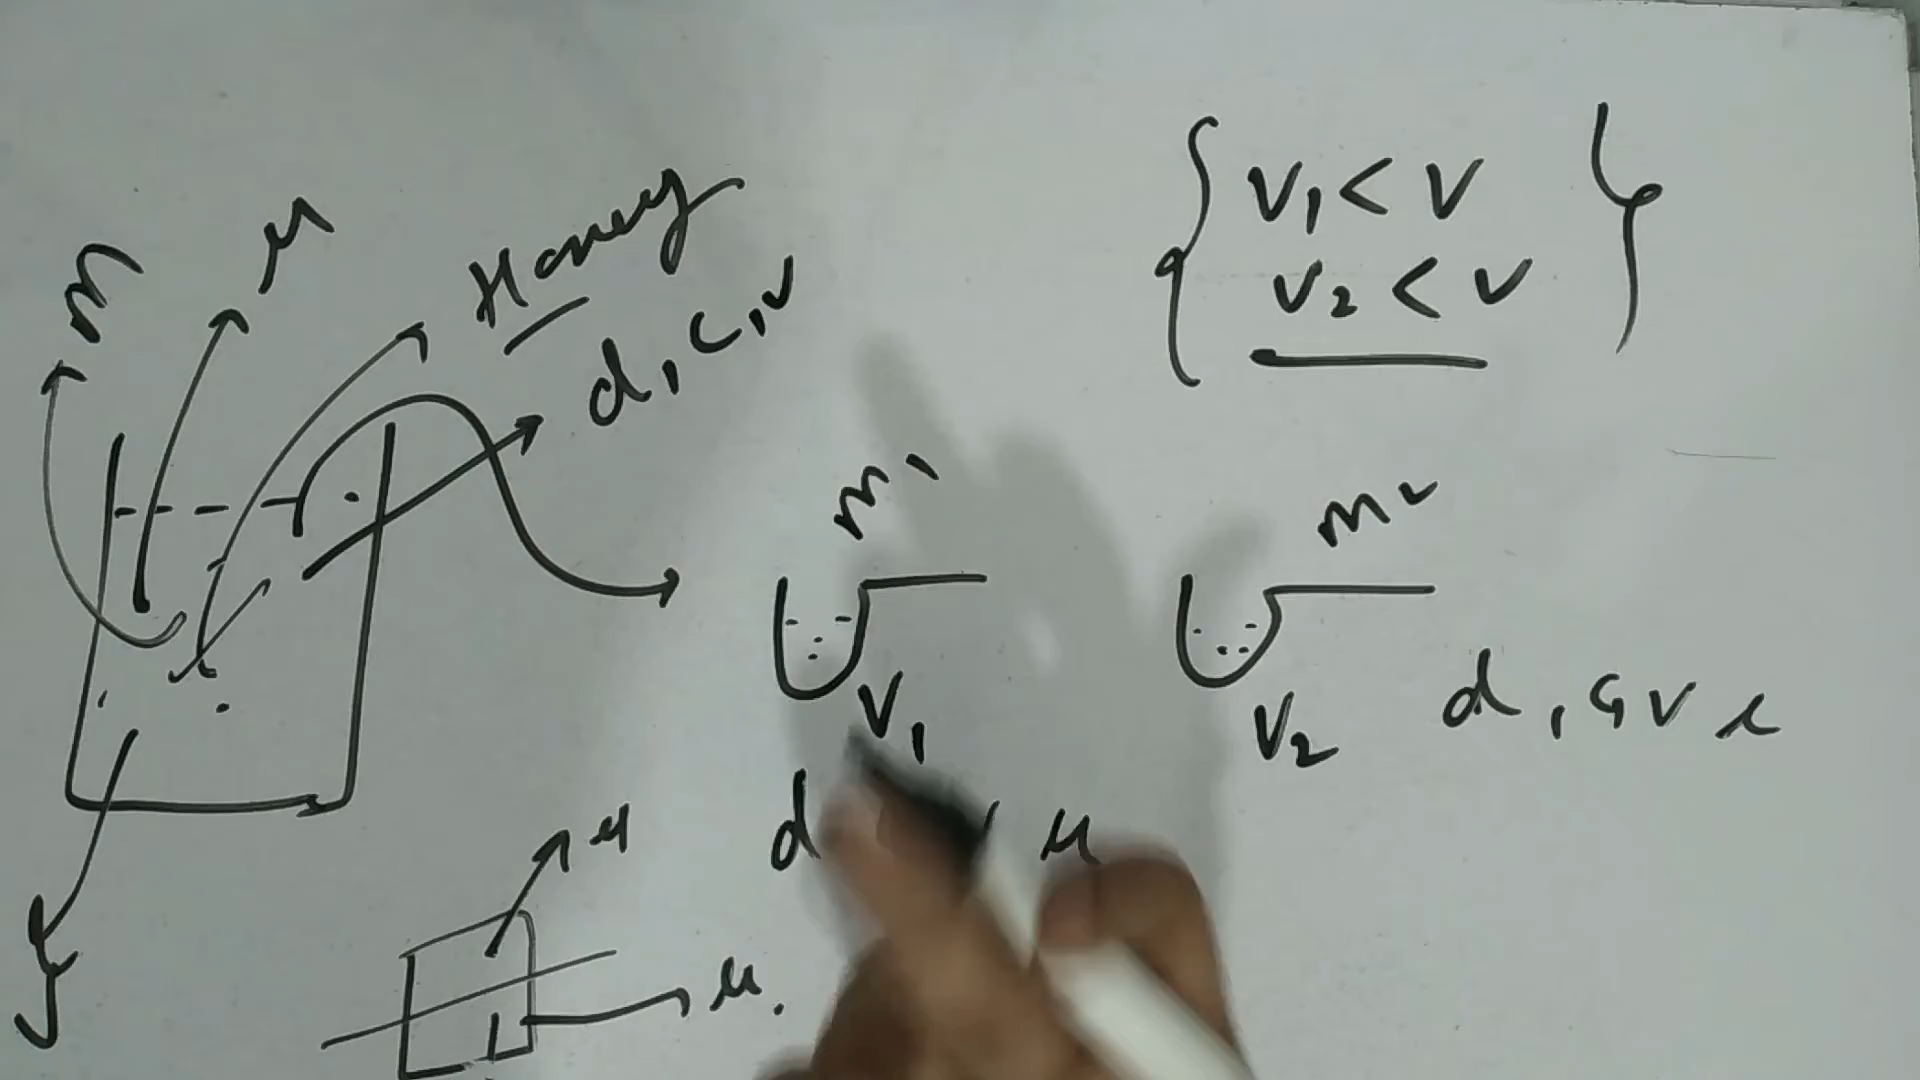 m
μ
Honey
d, c, v
V₁ < V
V₂ < V
m₁
m₂
V₁
V₂
d, c, v
d
μ
μ
μ.